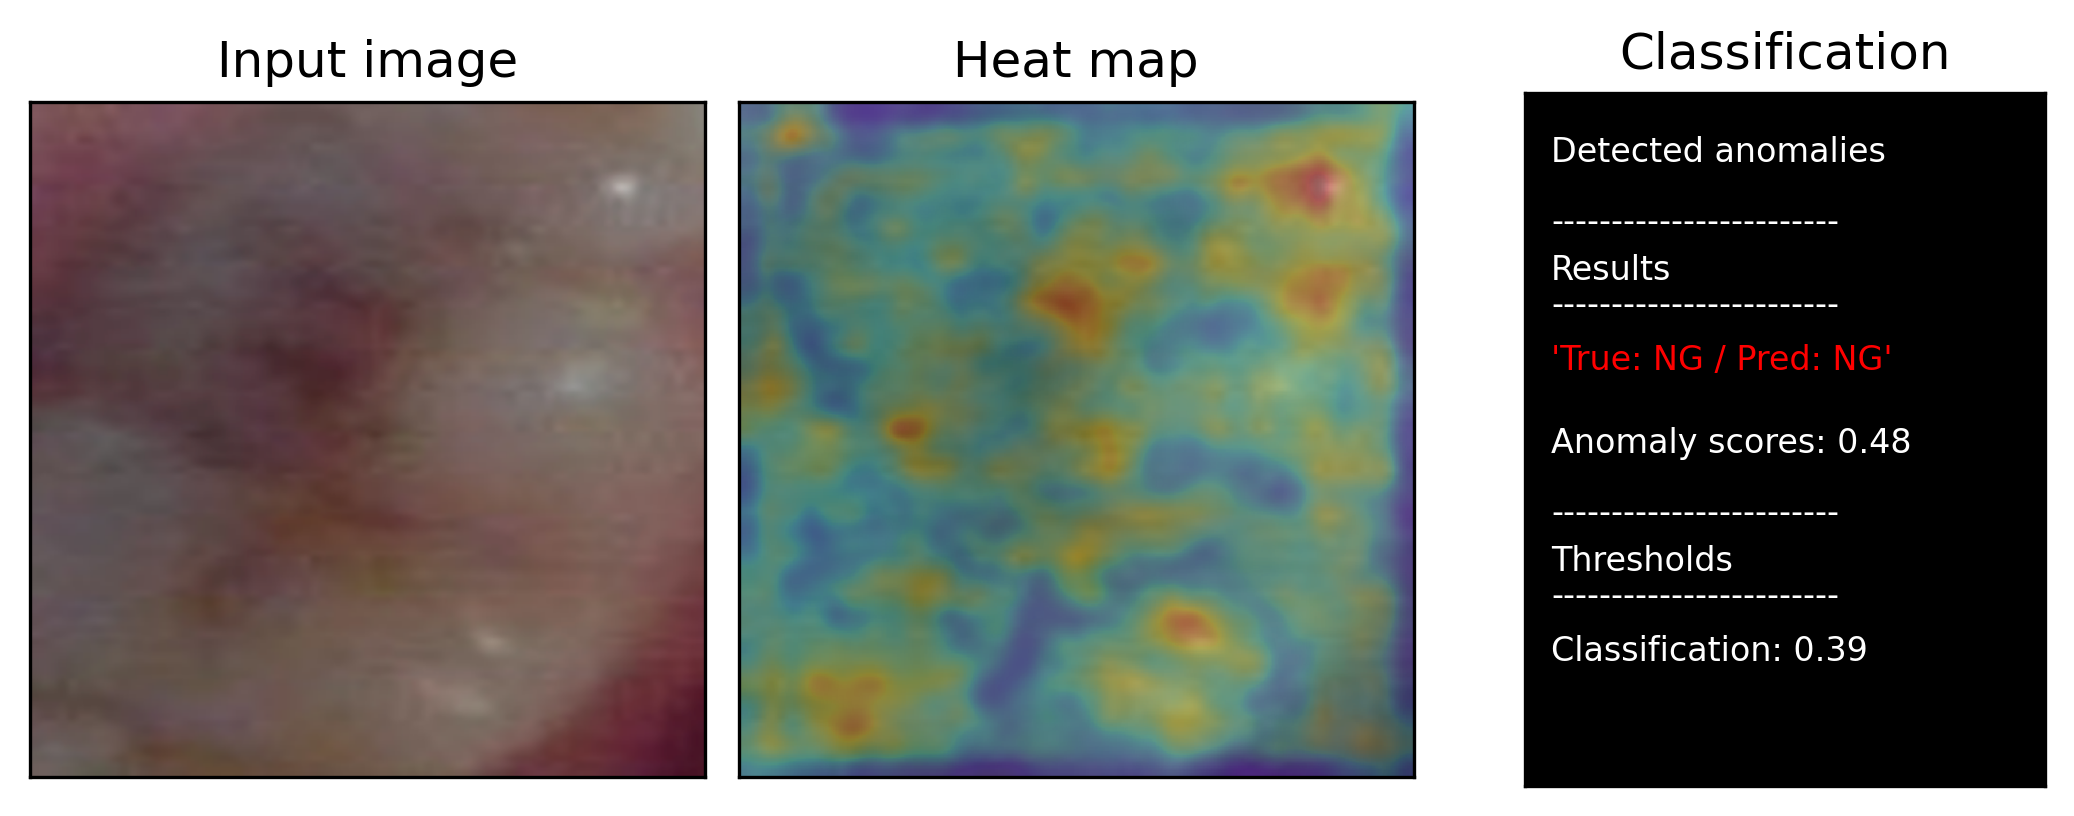 Input image
Heat map
Classification
Detected anomalies
------------------------
Results
------------------------
'True: NG / Pred: NG'
Anomaly scores: 0.48
------------------------
Thresholds
------------------------
Classification: 0.39